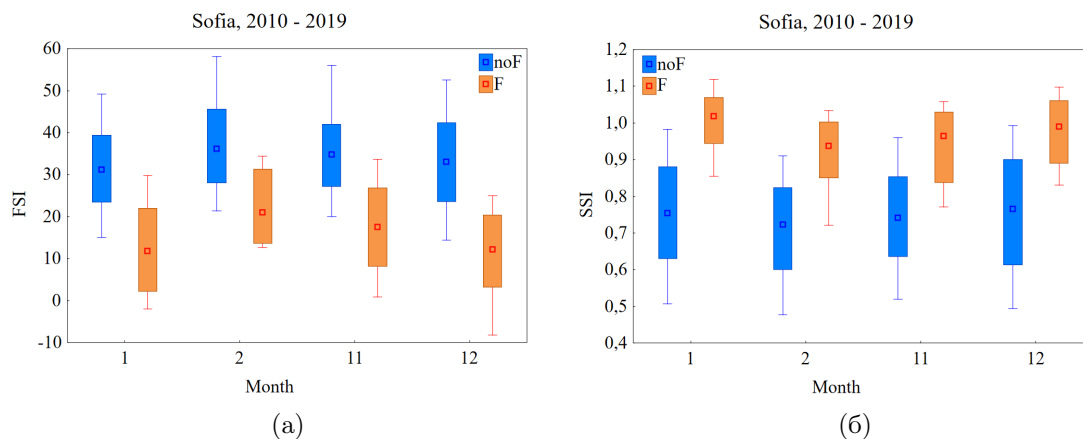 Sofia, 2010 - 2019
60
50
40
30
20
10
0
-10
FSI
noF
F
1 2 11 12
Month
(а)
Sofia, 2010 - 2019
1,2
1,1
1,0
0,9
0,8
0,7
0,6
0,5
0,4
SSI
noF
F
1 2 11 12
Month
(б)